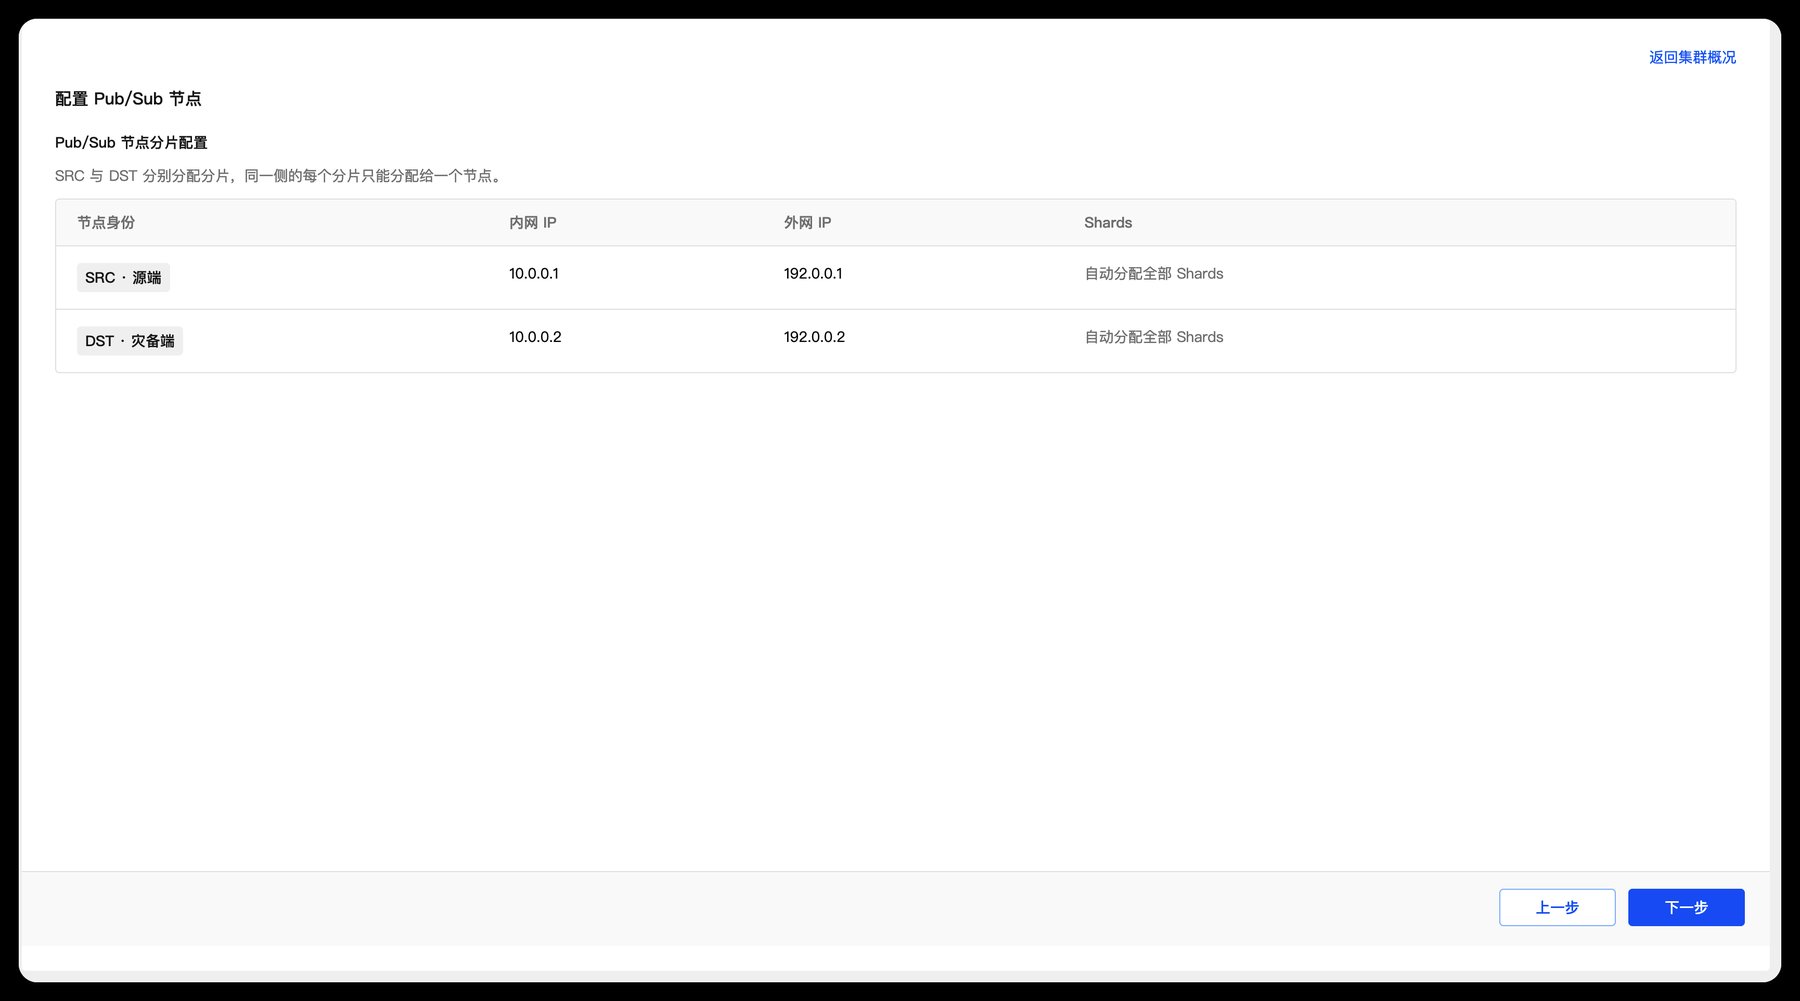 返回集群概况
配置 Pub/Sub 节点
Pub/Sub 节点分片配置
SRC 与 DST 分别分配分片，同一侧的每个分片只能分配给一个节点。
节点身份 内网 IP 外网 IP Shards
SRC · 源端 10.0.0.1 192.0.0.1 自动分配全部 Shards
DST · 灾备端 10.0.0.2 192.0.0.2 自动分配全部 Shards
上一步 下一步